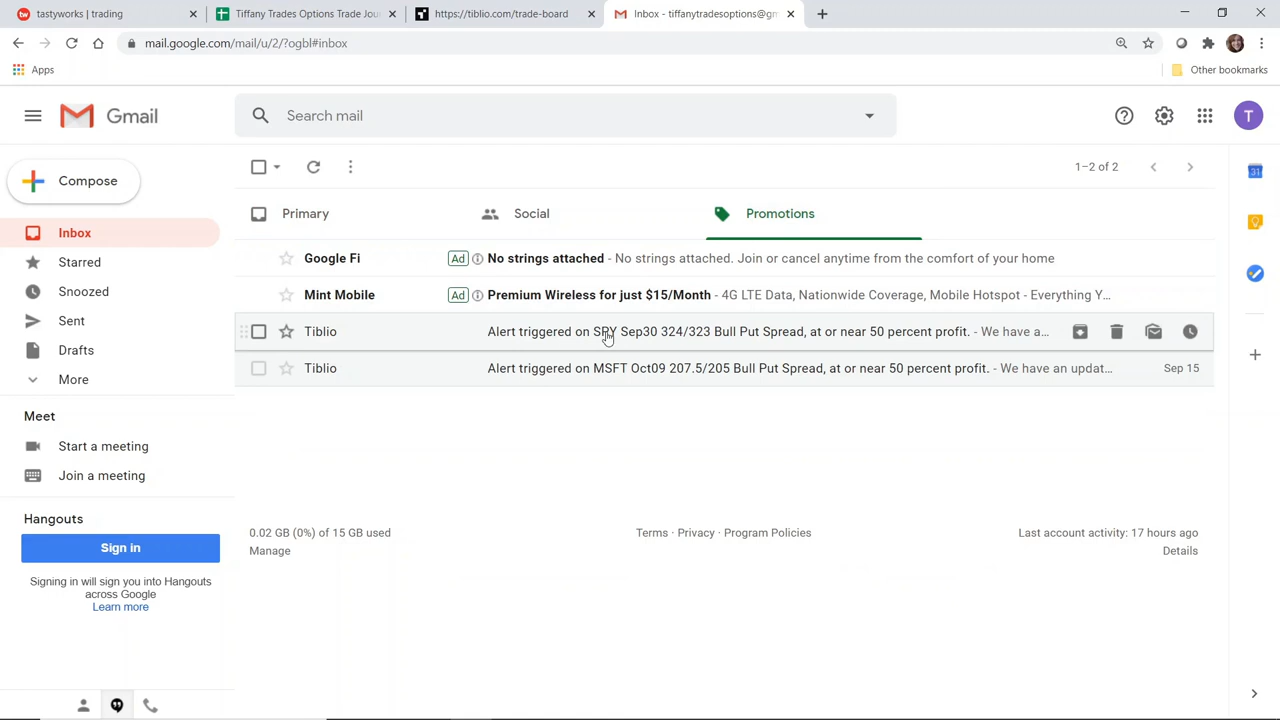 tastyworks | trading
Tiffany Trades Options Trade Jou
https://tiblio.com/trade-board
Inbox - tiffanytradesoptions@gm
mail.google.com/mail/u/2/?ogbl#inbox
Apps
Other bookmarks
Gmail
Search mail
T
Compose
1–2 of 2
31
Inbox
Primary
Social
Promotions
Starred
Google Fi
Ad
No strings attached - No strings attached. Join or cancel anytime from the comfort of your home
Snoozed
Mint Mobile
Ad
Premium Wireless for just $15/Month - 4G LTE Data, Nationwide Coverage, Mobile Hotspot - Everything Y…
Sent
Tiblio
Alert triggered on SPY Sep30 324/323 Bull Put Spread, at or near 50 percent profit. - We have a…
Drafts
Tiblio
Alert triggered on MSFT Oct09 207.5/205 Bull Put Spread, at or near 50 percent profit. - We have an updat…
Sep 15
More
Meet
Start a meeting
Join a meeting
Hangouts
Sign in
Signing in will sign you into Hangouts
across Google
Learn more
0.02 GB (0%) of 15 GB used
Manage
Terms · Privacy · Program Policies
Last account activity: 17 hours ago
Details